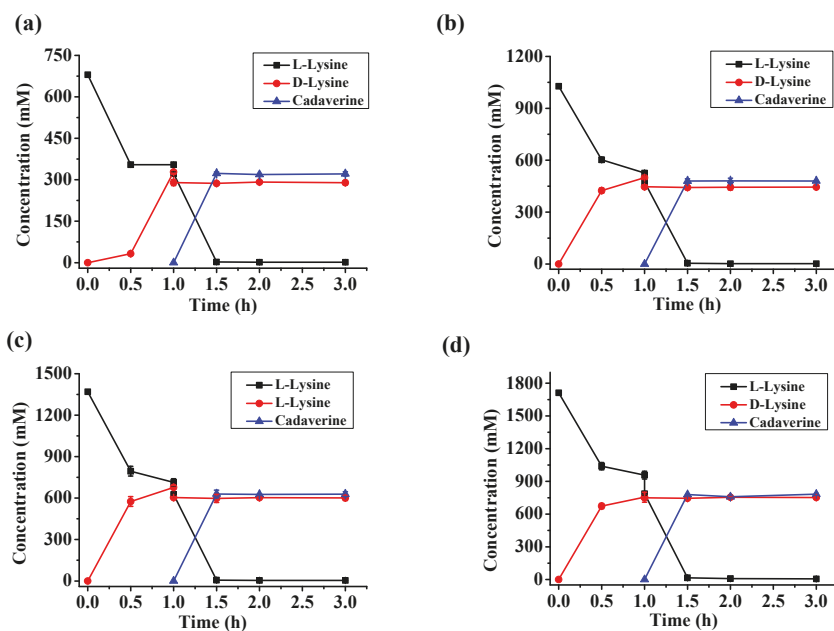 (a)
Concentration (mM)
750
600
450
300
150
0
L-Lysine
D-Lysine
Cadaverine
0.0 0.5 1.0 1.5 2.0 2.5 3.0
Time (h)
(b)
Concentration (mM)
1200
900
600
300
0
L-Lysine
D-Lysine
Cadaverine
0.0 0.5 1.0 1.5 2.0 2.5 3.0
Time (h)
(c)
Concentration (mM)
1500
1200
900
600
300
0
L-Lysine
L-Lysine
Cadaverine
0.0 0.5 1.0 1.5 2.0 2.5 3.0
Time (h)
(d)
Concentration (mM)
1800
1500
1200
900
600
300
0
L-Lysine
D-Lysine
Cadaverine
0.0 0.5 1.0 1.5 2.0 2.5 3.0
Time (h)